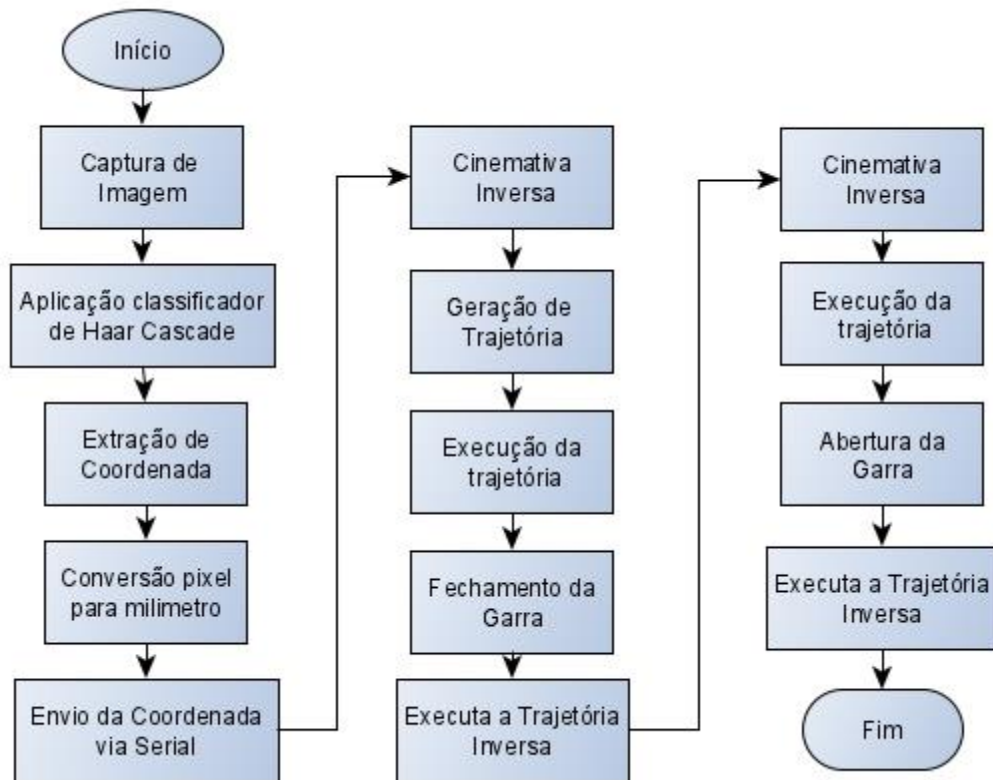 Início
Captura de
Imagem
Aplicação classificador
de Haar Cascade
Extração de
Coordenada
Conversão pixel
para milimetro
Envio da Coordenada
via Serial
Cinemativa
Inversa
Geração de
Trajetória
Execução da
trajetória
Fechamento da
Garra
Executa a Trajetória
Inversa
Cinemativa
Inversa
Execução da
trajetória
Abertura da
Garra
Executa a Trajetória
Inversa
Fim